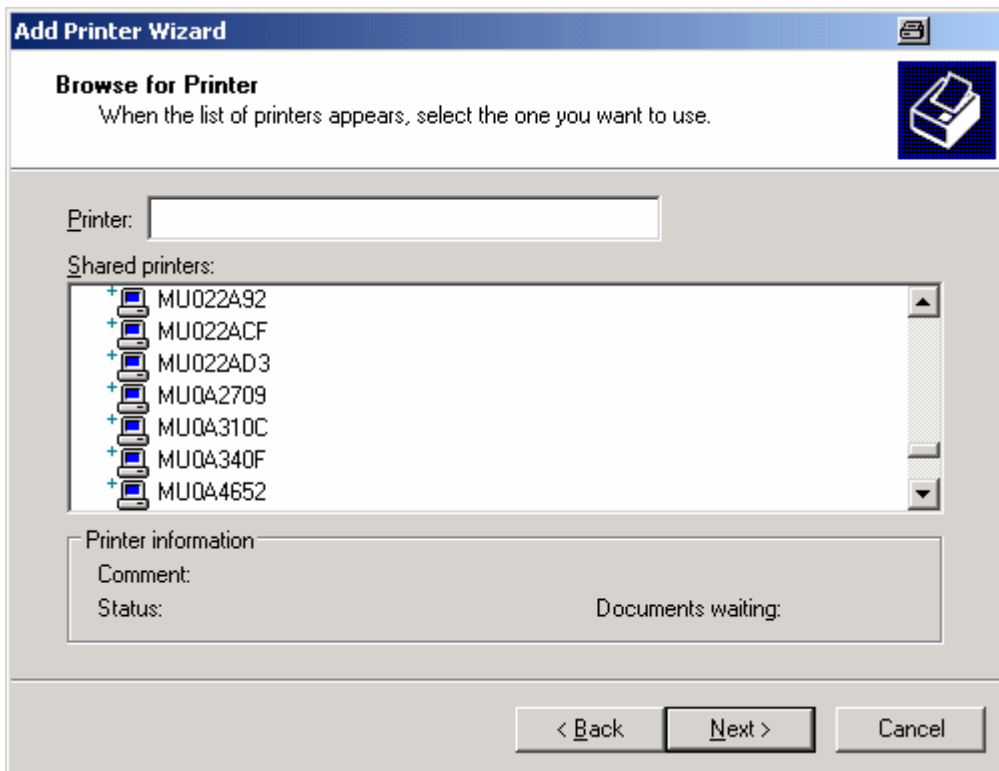 Add Printer Wizard
Browse for Printer
When the list of printers appears, select the one you want to use.
Printer:
Shared printers:
MU022A92
MU022ACF
MU022AD3
MU0A2709
MU0A310C
MU0A340F
MU0A4652
Printer information
Comment:
Status: Documents waiting:
< Back Next > Cancel